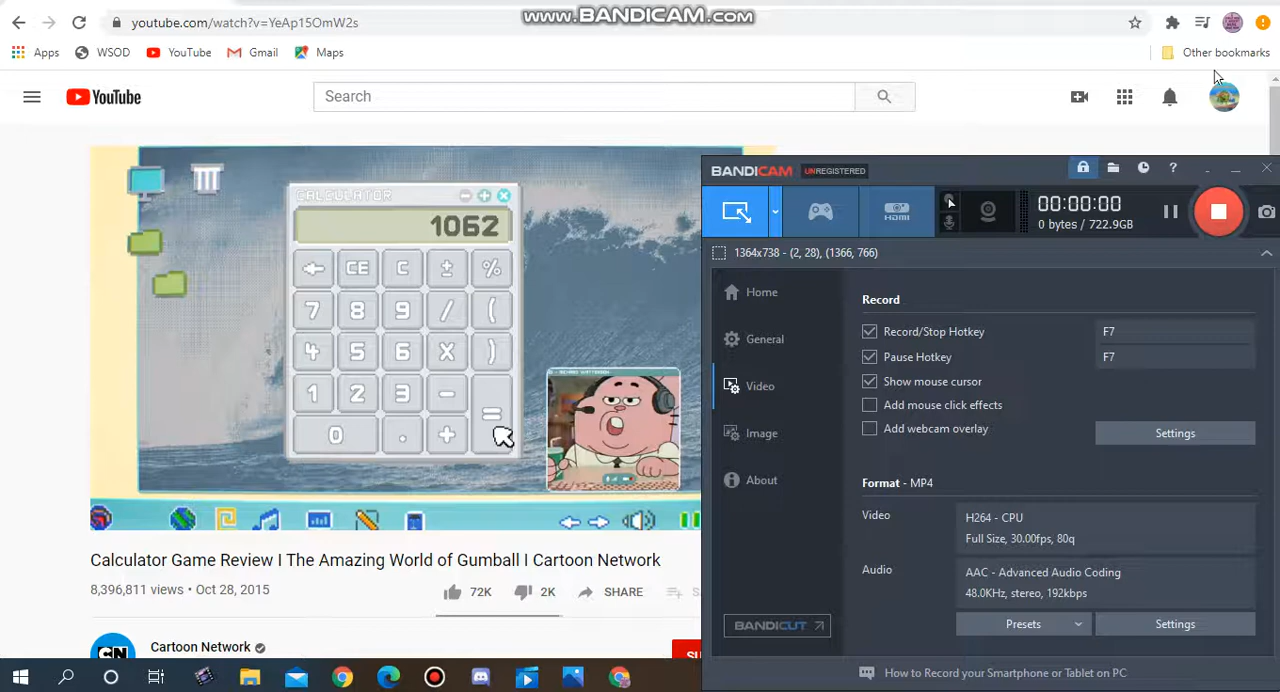 youtube.com/watch?v=YeAp15OmW2s
www.BANDICAM.com
Apps WSOD YouTube Gmail Maps Other bookmarks
YouTube
Search
CALCULATOR
1062
← CE C ± %
7 8 9 / (
4 5 6 X )
1 2 3 - =
0 . +
Calculator Game Review I The Amazing World of Gumball I Cartoon Network
8,396,811 views • Oct 28, 2015
72K 2K SHARE
Cartoon Network
CN
SU
BANDICAM UNREGISTERED
HDMI
00:00:00
0 bytes / 722.9GB
1364x738 - (2, 28), (1366, 766)
Home
General
Video
Image
About
BANDICUT
Record
Record/Stop Hotkey F7
Pause Hotkey F7
Show mouse cursor
Add mouse click effects
Add webcam overlay
Settings
Format - MP4
Video
H264 - CPU
Full Size, 30.00fps, 80q
Audio
AAC - Advanced Audio Coding
48.0KHz, stereo, 192kbps
Presets Settings
How to Record your Smartphone or Tablet on PC